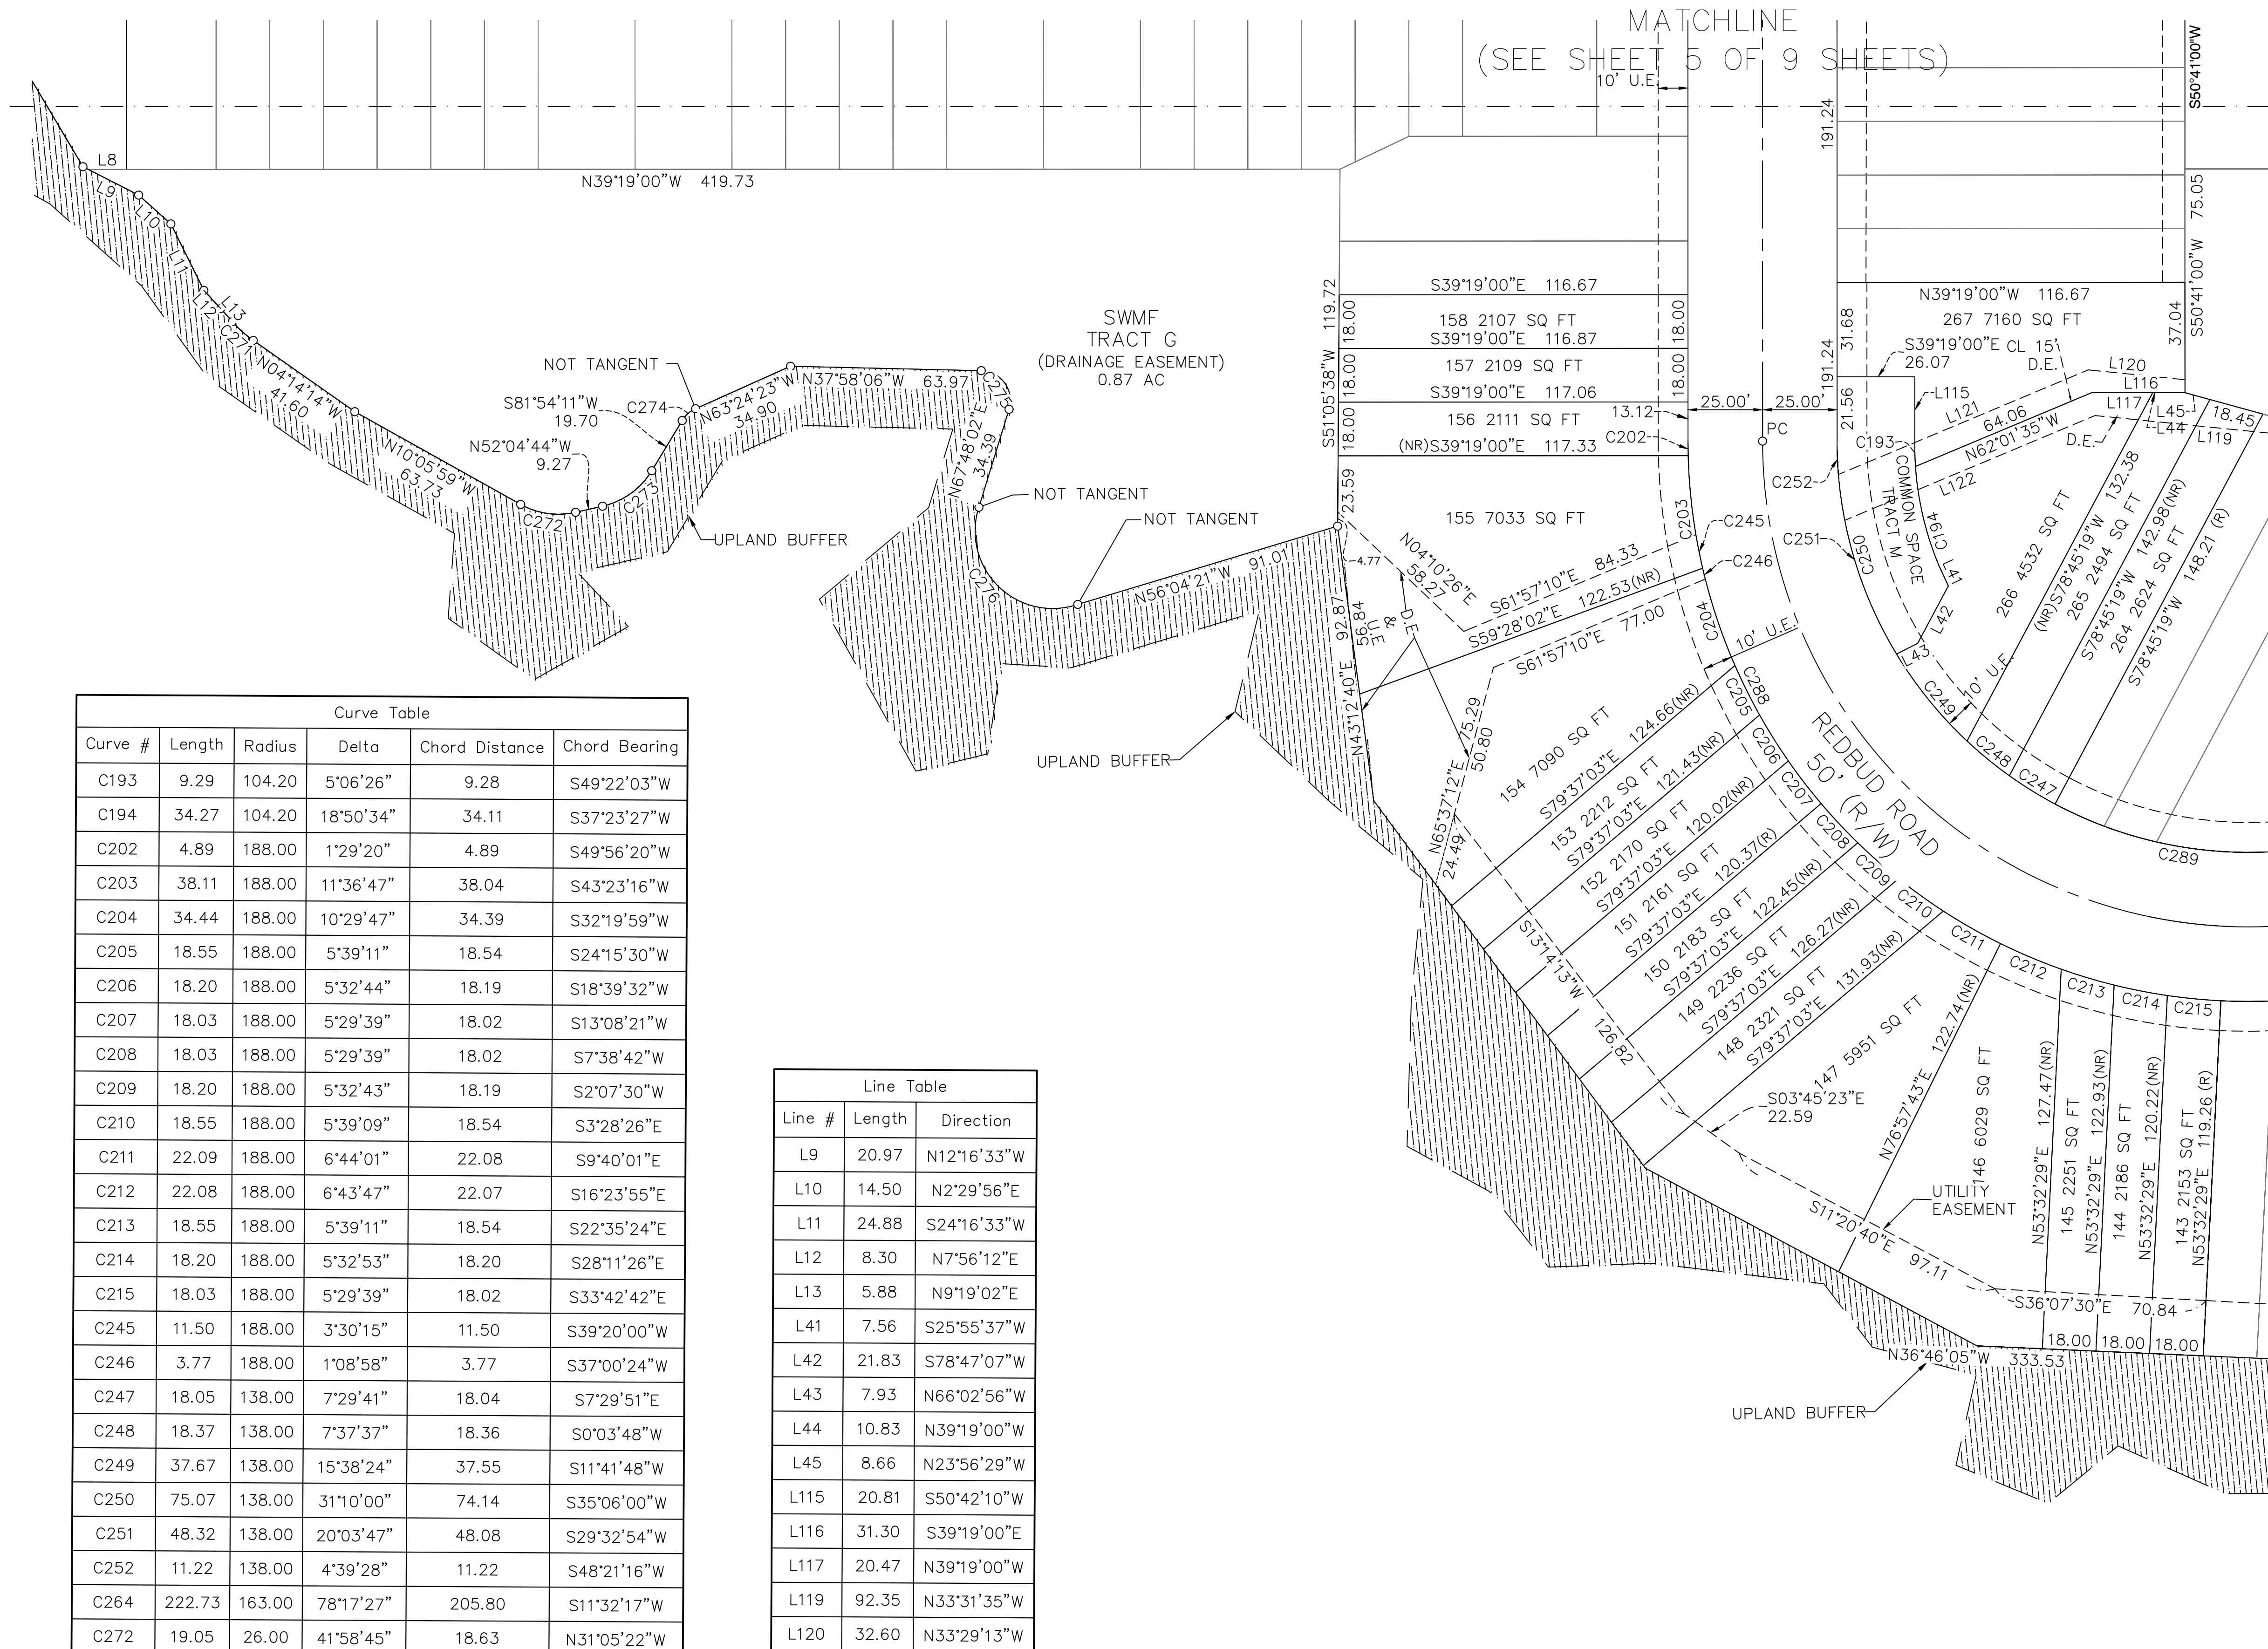 MATCHLINE
(SEE SHEET 5 OF 9 SHEETS)
10' U.E.
191.24
S50°41'00"W
75.05
S50°41'00"W
L8
L9
L10
L11
L12
L13
C271
N39°19'00"W 419.73
N04°14'14"W
41.60
N10°05'59"W
63.73
C272
N52°04'44"W
9.27
S81°54'11"W
19.70
NOT TANGENT
C274
C273
N63°24'23"W
34.90
N37°58'06"W 63.97
C275
N67°48'02"E
34.39
NOT TANGENT
NOT TANGENT
C276
N56°04'21"W 91.01
UPLAND BUFFER
SWMF
TRACT G
(DRAINAGE EASEMENT)
0.87 AC
S51°05'38"W 119.72
S39°19'00"E 116.67
18.00
158 2107 SQ FT
18.00
S39°19'00"E 116.87
18.00
157 2109 SQ FT
18.00
S39°19'00"E 117.06
18.00
156 2111 SQ FT
13.12
C202
(NR)S39°19'00"E 117.33
23.59
155 7033 SQ FT
C203
C245
C246
-4.77
N04°10'26"E
58.27
S61°57'10"E 84.33
S59°28'02"E 122.53(NR)
S61°57'10"E 77.00
C204
10' U.E.
N43°12'40"E 92.87
56.84
U.E
&
D.E.
UPLAND BUFFER
N65°37'12"E 75.29
24.49 50.80
25.00' 25.00'
PC
31.68
191.24
21.56
N39°19'00"W 116.67
267 7160 SQ FT
37.04
S39°19'00"E
26.07
CL 15'
D.E.
L120
L116
L115
L121
L117
L45
L44
18.45
L119
64.06
N62°01'35"W
D.E.
C193
L122
C252
C251
C250
COMMON SPACE
TRACT M
C194
L41
L42
L43
C249
10' U.E.
266 4532 SQ FT
(NR)S78°45'19"W 132.38
265 2494 SQ FT
S78°45'19"W 142.98(NR)
264 2624 SQ FT
S78°45'19"W 148.21 (R)
C248
C247
C289
REDBUD ROAD
50' (R/W)
C288
C205
C206
C207
C208
C209
C210
C211
C212
C213
C214
C215
154 7090 SQ FT
S79°37'03"E 124.66(NR)
153 2212 SQ FT
S79°37'03"E 121.43(NR)
152 2170 SQ FT
S79°37'03"E 120.02(NR)
151 2161 SQ FT
S79°37'03"E 120.37(R)
150 2183 SQ FT
S79°37'03"E 122.45(NR)
149 2236 SQ FT
S79°37'03"E 126.27(NR)
148 2321 SQ FT
S79°37'03"E 131.93(NR)
147 5951 SQ FT
S13°14'13"W 126.82
S03°45'23"E
22.59
N76°57'43"E 122.74(NR)
146 6029 SQ FT
UTILITY
EASEMENT
S11°20'40"E 97.11
N53°32'29"E 127.47(NR)
145 2251 SQ FT
N53°32'29"E 122.93(NR)
144 2186 SQ FT
N53°32'29"E 120.22(NR)
143 2153 SQ FT
N53°32'29"E 119.26 (R)
S36°07'30"E 70.84
18.00 18.00 18.00
N36°46'05"W 333.53
UPLAND BUFFER
Curve Table
Curve # Length Radius Delta Chord Distance Chord Bearing
C193 9.29 104.20 5°06'26" 9.28 S49°22'03"W
C194 34.27 104.20 18°50'34" 34.11 S37°23'27"W
C202 4.89 188.00 1°29'20" 4.89 S49°56'20"W
C203 38.11 188.00 11°36'47" 38.04 S43°23'16"W
C204 34.44 188.00 10°29'47" 34.39 S32°19'59"W
C205 18.55 188.00 5°39'11" 18.54 S24°15'30"W
C206 18.20 188.00 5°32'44" 18.19 S18°39'32"W
C207 18.03 188.00 5°29'39" 18.02 S13°08'21"W
C208 18.03 188.00 5°29'39" 18.02 S7°38'42"W
C209 18.20 188.00 5°32'43" 18.19 S2°07'30"W
C210 18.55 188.00 5°39'09" 18.54 S3°28'26"E
C211 22.09 188.00 6°44'01" 22.08 S9°40'01"E
C212 22.08 188.00 6°43'47" 22.07 S16°23'55"E
C213 18.55 188.00 5°39'11" 18.54 S22°35'24"E
C214 18.20 188.00 5°32'53" 18.20 S28°11'26"E
C215 18.03 188.00 5°29'39" 18.02 S33°42'42"E
C245 11.50 188.00 3°30'15" 11.50 S39°20'00"W
C246 3.77 188.00 1°08'58" 3.77 S37°00'24"W
C247 18.05 138.00 7°29'41" 18.04 S7°29'51"E
C248 18.37 138.00 7°37'37" 18.36 S0°03'48"W
C249 37.67 138.00 15°38'24" 37.55 S11°41'48"W
C250 75.07 138.00 31°10'00" 74.14 S35°06'00"W
C251 48.32 138.00 20°03'47" 48.08 S29°32'54"W
C252 11.22 138.00 4°39'28" 11.22 S48°21'16"W
C264 222.73 163.00 78°17'27" 205.80 S11°32'17"W
C272 19.05 26.00 41°58'45" 18.63 N31°05'22"W
Line Table
Line # Length Direction
L9 20.97 N12°16'33"W
L10 14.50 N2°29'56"E
L11 24.88 S24°16'33"W
L12 8.30 N7°56'12"E
L13 5.88 N9°19'02"E
L41 7.56 S25°55'37"W
L42 21.83 S78°47'07"W
L43 7.93 N66°02'56"W
L44 10.83 N39°19'00"W
L45 8.66 N23°56'29"W
L115 20.81 S50°42'10"W
L116 31.30 S39°19'00"E
L117 20.47 N39°19'00"W
L119 92.35 N33°31'35"W
L120 32.60 N33°29'13"W